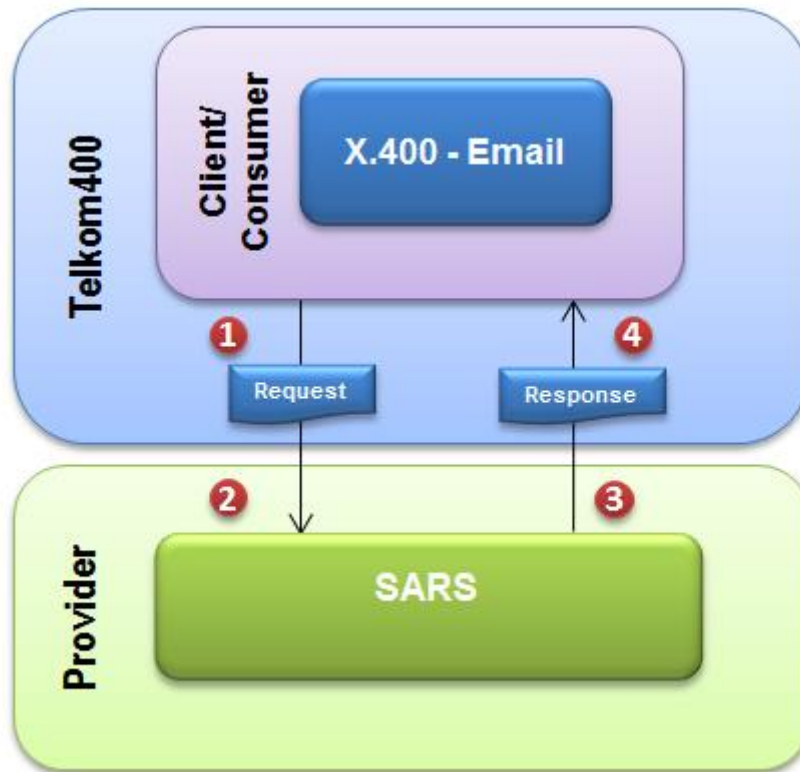 Telkom400
Client/
Consumer
X.400 - Email
1
4
Request
Response
2
3
Provider
SARS